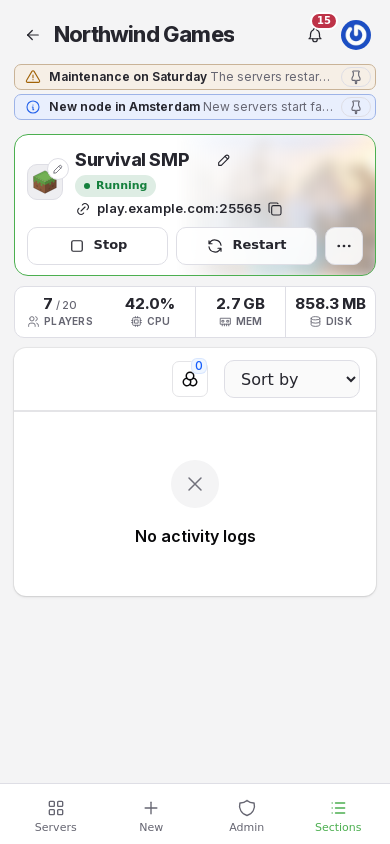 Northwind Games
15
Maintenance on Saturday The servers restar…
New node in Amsterdam New servers start fa…
Survival SMP
Running
play.example.com:25565
Stop
Restart
7 / 20
PLAYERS
42.0%
CPU
2.7 GB
MEM
858.3 MB
DISK
0
Sort by
No activity logs
Servers
New
Admin
Sections